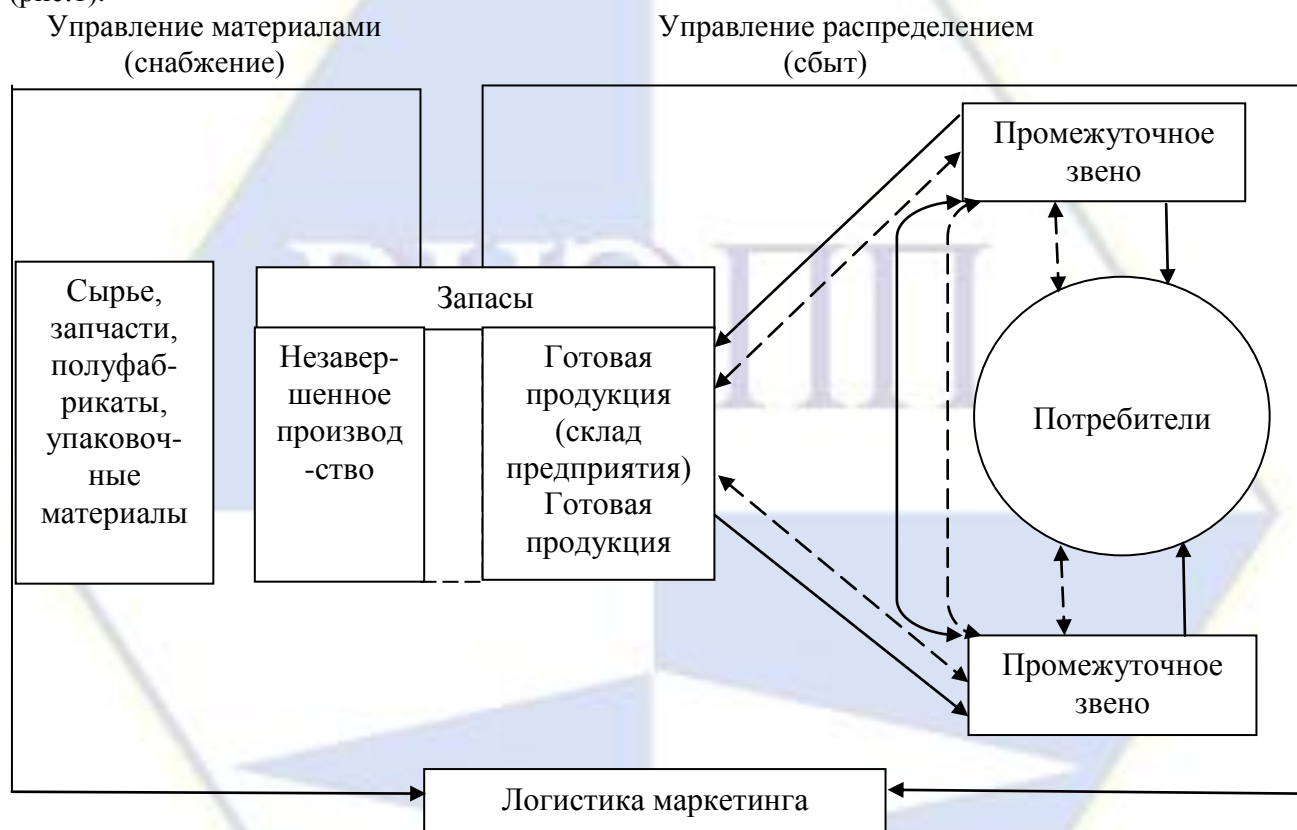 (рис.1).
Управление материалами
(снабжение)
Управление распределением
(сбыт)
Промежуточное
звено
Сырье,
запчасти,
полуфаб-
рикаты,
упаковоч-
ные
материалы
Запасы
Незавер-
шенное
производ
-ство
Готовая
продукция
(склад
предприятия)
Готовая
продукция
Потребители
Промежуточное
звено
Логистика маркетинга